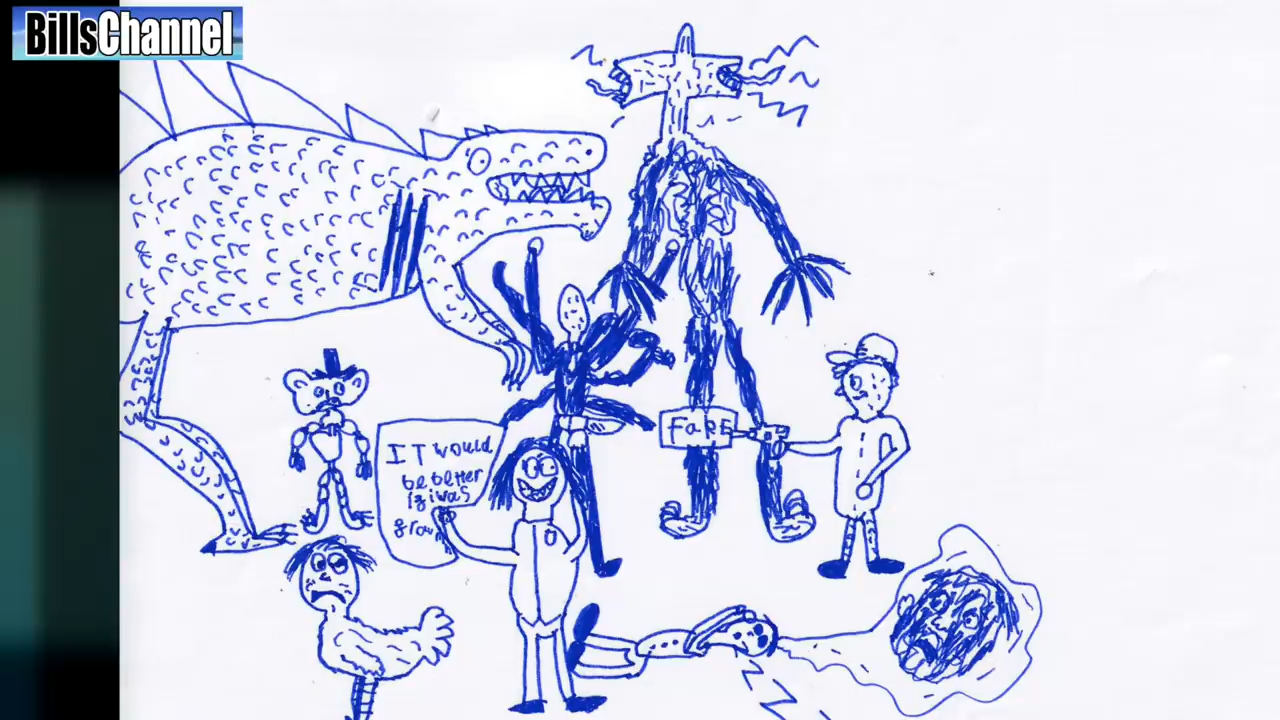 BillsChannel
IT would
be better
if i was
Fake